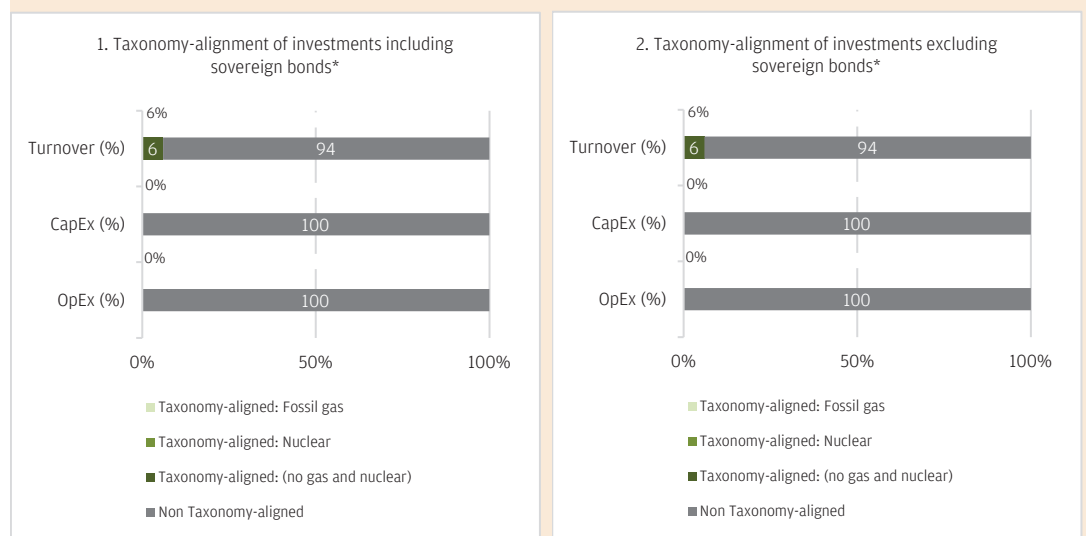 1. Taxonomy-alignment of investments including
sovereign bonds*
6%
Turnover (%) 6 94
0%
CapEx (%) 100
0%
OpEx (%) 100
0% 50% 100%
Taxonomy-aligned: Fossil gas
Taxonomy-aligned: Nuclear
Taxonomy-aligned: (no gas and nuclear)
Non Taxonomy-aligned
2. Taxonomy-alignment of investments excluding
sovereign bonds*
6%
Turnover (%) 6 94
0%
CapEx (%) 100
0%
OpEx (%) 100
0% 50% 100%
Taxonomy-aligned: Fossil gas
Taxonomy-aligned: Nuclear
Taxonomy-aligned: (no gas and nuclear)
Non Taxonomy-aligned